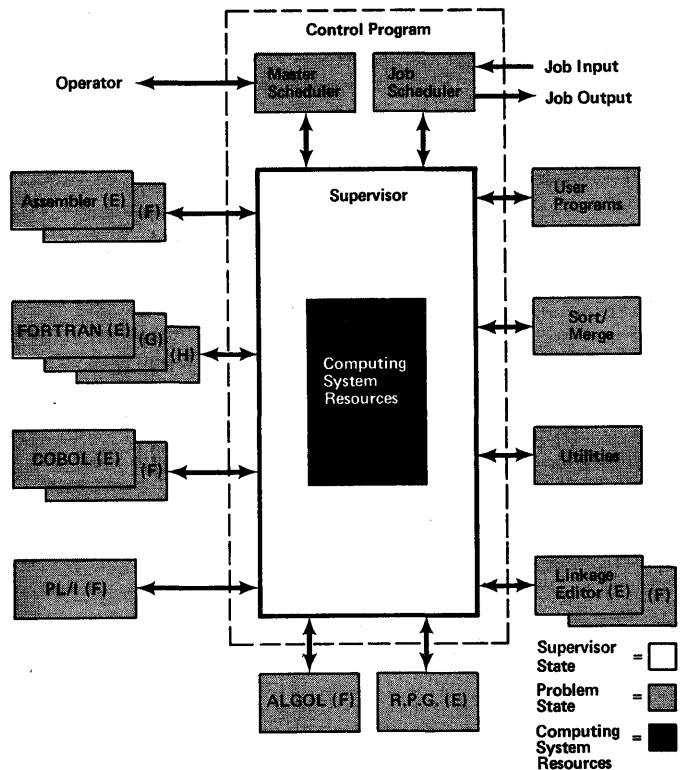 Control Program
Operator
Master
Scheduler
Job
Scheduler
Job Input
Job Output
Supervisor
Assembler (E)
(F)
User
Programs
FORTRAN (E)
(G)
(H)
Sort/
Merge
Computing
System
Resources
COBOL (E)
(F)
Utilities
PL/I (F)
Linkage
Editor (E)
(F)
ALGOL (F)
R.P.G. (E)
Supervisor
State
=
Problem
State
=
Computing
System
Resources
=